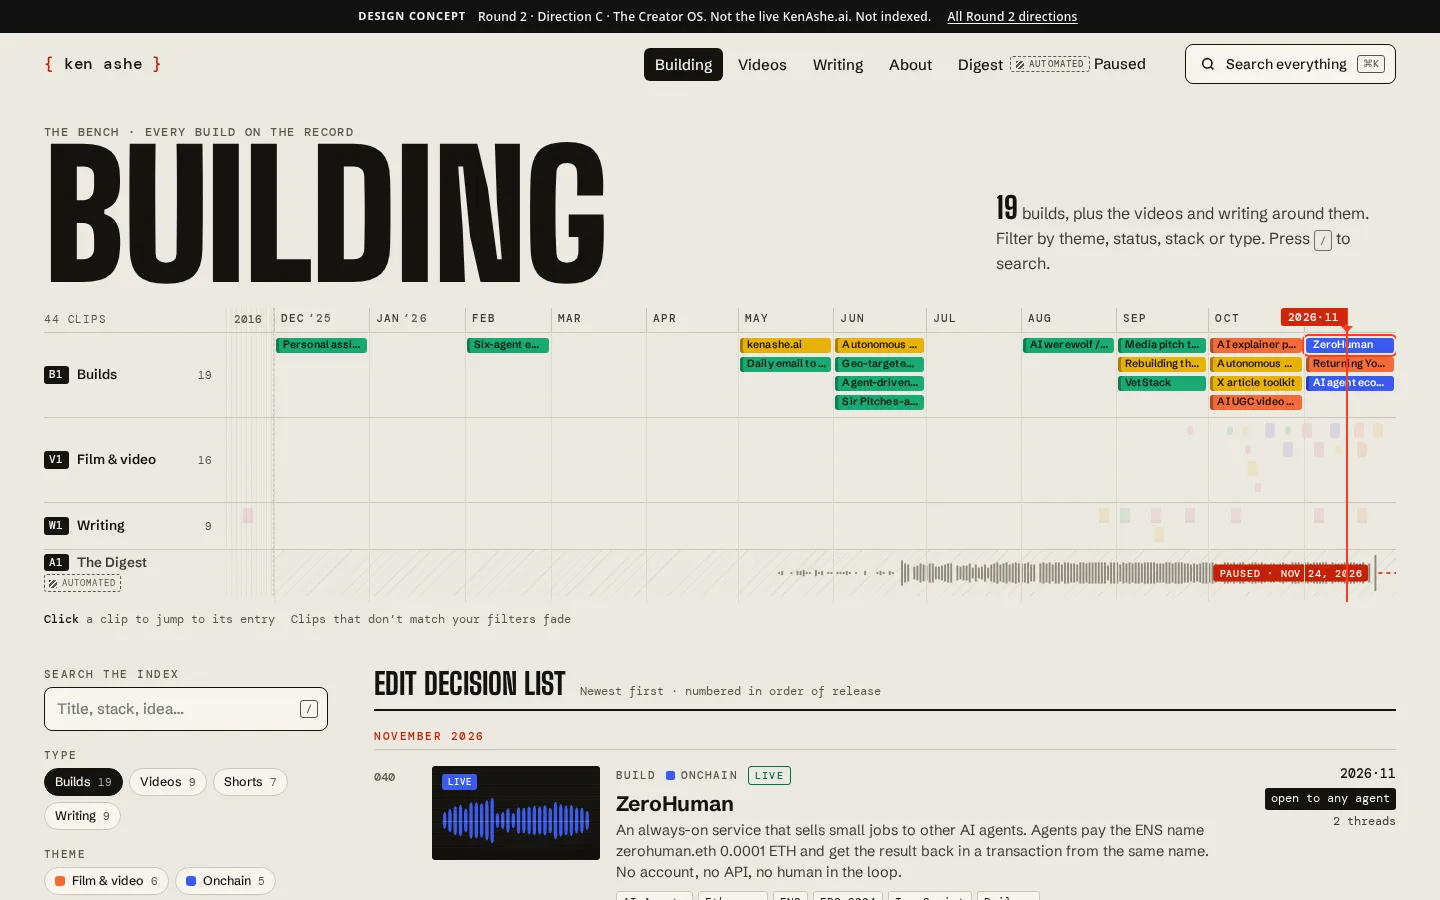 DESIGN CONCEPT Round 2 · Direction C · The Creator OS. Not the live KenAshe.ai. Not indexed. All Round 2 directions
{ ken ashe }
Building Videos Writing About Digest AUTOMATED Paused
Search everything ⌘K
THE BENCH · EVERY BUILD ON THE RECORD
BUILDING
19 builds, plus the videos and writing around them.
Filter by theme, status, stack or type. Press / to
search.
44 CLIPS 2016 DEC ’25 JAN ’26 FEB MAR APR MAY JUN JUL AUG SEP OCT 2026·11
B1 Builds 19
Personal assi… Six-agent e… kenashe.ai Autonomous … AI werewolf /… Media pitch t… AI explainer p… ZeroHuman
Daily email to … Geo-targete… Rebuilding th… Autonomous … Returning Yo…
Agent-driven… VetStack X article toolkit AI agent eco…
Sir Pitches-a… AI UGC video …
V1 Film & video 16
W1 Writing 9
A1 The Digest
AUTOMATED
PAUSED · NOV 24, 2026
Click a clip to jump to its entry Clips that don’t match your filters fade
SEARCH THE INDEX
Title, stack, idea… /
TYPE
Builds 19 Videos 9 Shorts 7
Writing 9
THEME
Film & video 6 Onchain 5
EDIT DECISION LIST Newest first · numbered in order of release
NOVEMBER 2026
040
LIVE
BUILD ONCHAIN LIVE
ZeroHuman
An always-on service that sells small jobs to other AI agents. Agents pay the ENS name
zerohuman.eth 0.0001 ETH and get the result back in a transaction from the same name.
No account, no API, no human in the loop.
2026·11
open to any agent
2 threads